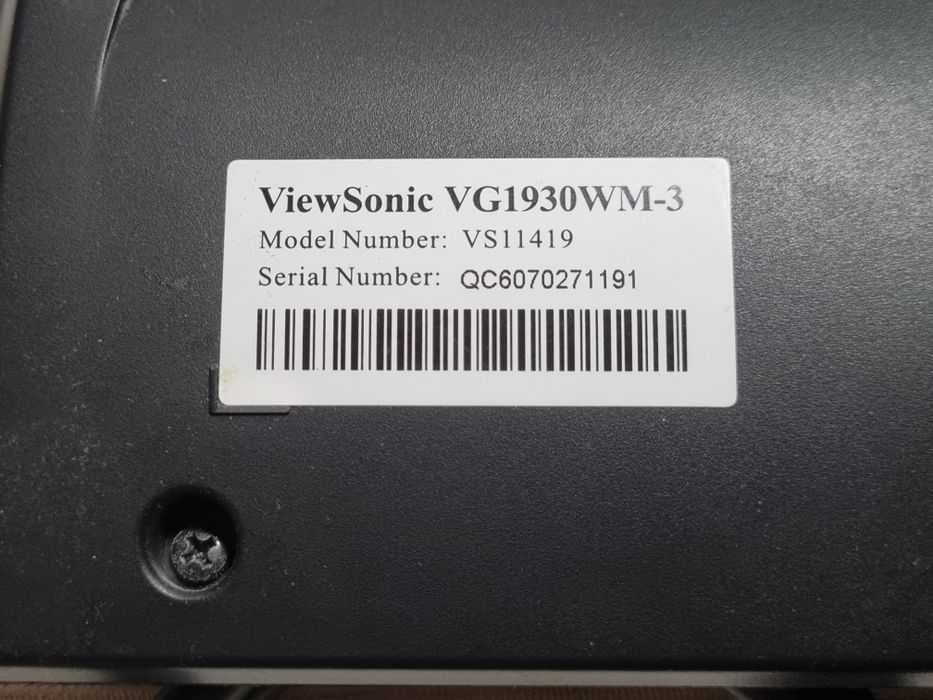 ViewSonic VG1930WM-3
Model Number: VS11419
Serial Number: QC6070271191